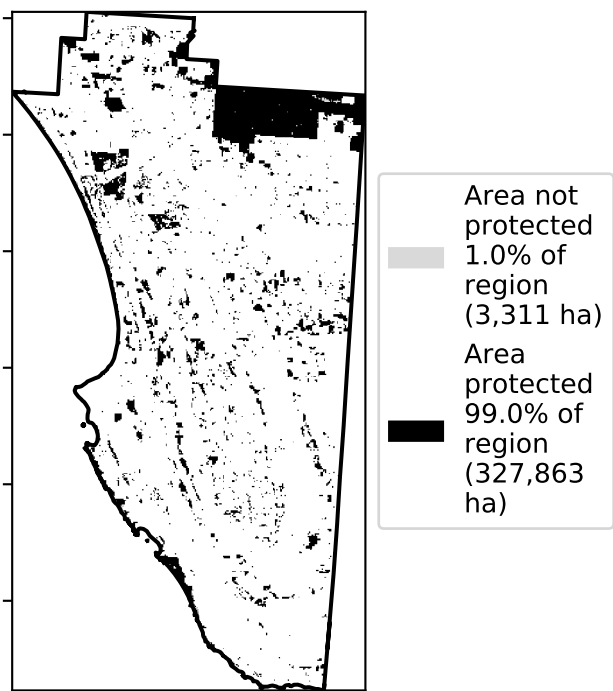 Area not
protected
1.0% of
region
(3,311 ha)
Area
protected
99.0% of
region
(327,863
ha)